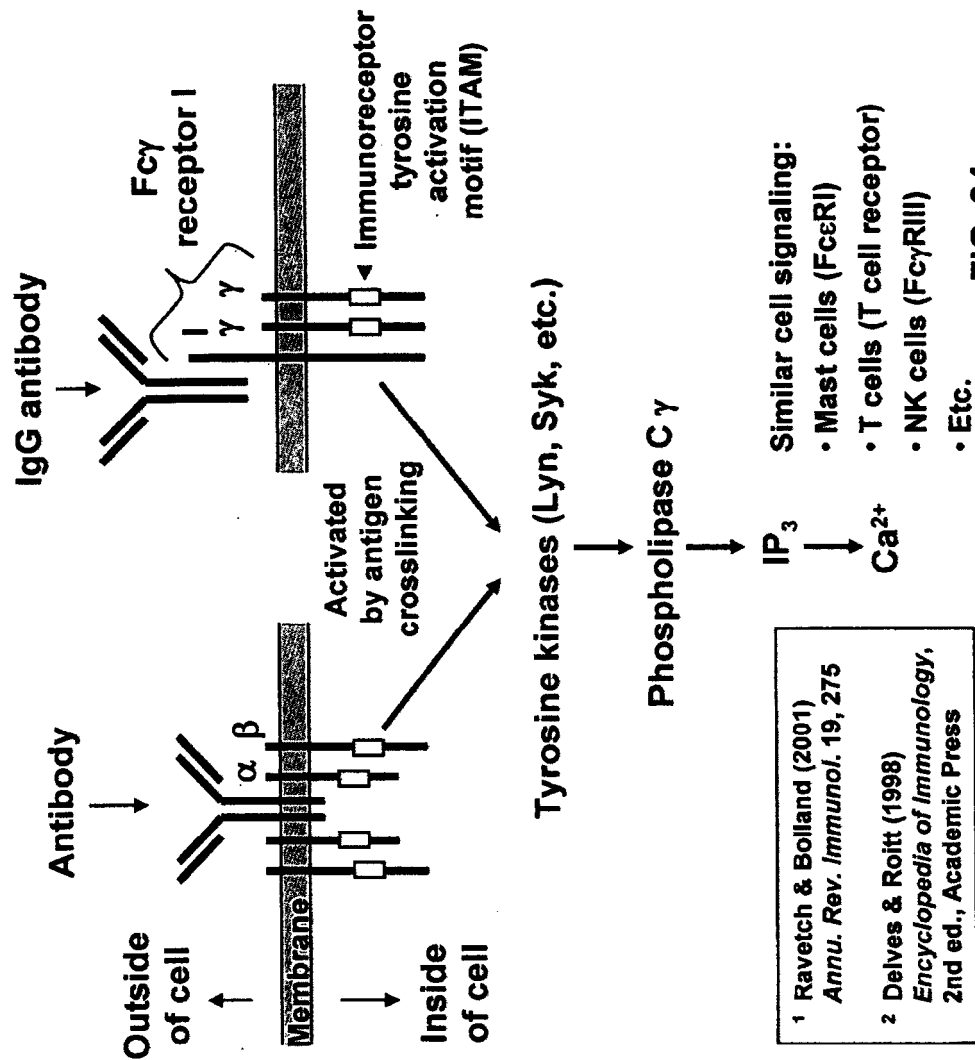 Antibody
IgG antibody
Outside
of cell
Membrane
Inside
of cell
α
β
Fcγ
receptor I
I
γ
γ
Immunoreceptor
tyrosine
activation
motif (ITAM)
Activated
by antigen
crosslinking
Tyrosine kinases (Lyn, Syk, etc.)
Phospholipase C γ
IP3
Ca2+
Similar cell signaling:
• Mast cells (FcεRI)
• T cells (T cell receptor)
• NK cells (FcγRIII)
• Etc.
1 Ravetch & Bolland (2001)
Annu. Rev. Immunol. 19, 275
2 Delves & Roitt (1998)
Encyclopedia of Immunology,
2nd ed., Academic Press